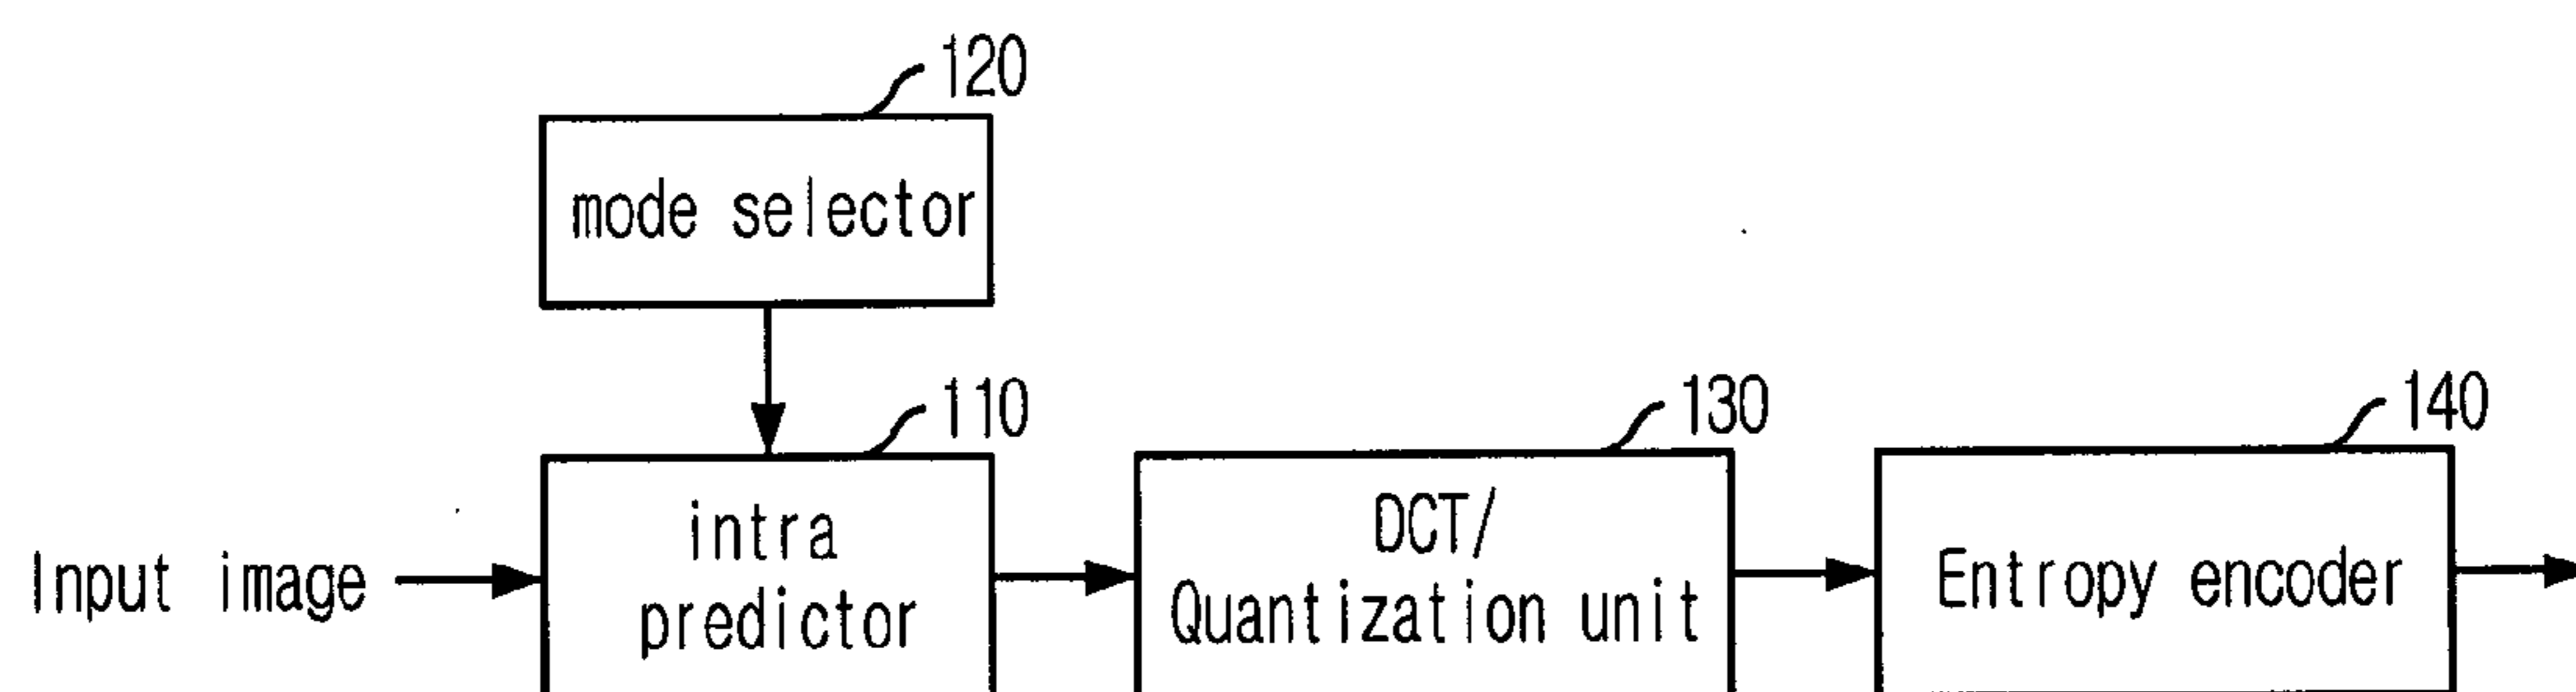 120
mode selector
110
130
140
Input image
intra
predictor
DCT/
Quantization unit
Entropy encoder